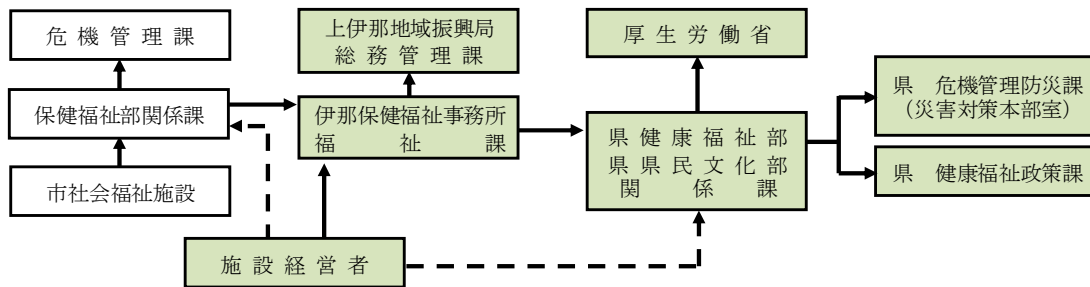 危機管理課
保健福祉部関係課
市社会福祉施設
上伊那地域振興局
総務管理課
伊那保健福祉事務所
福祉課
施設経営者
厚生労働省
県健康福祉部
県県民文化部
関係課
県 危機管理防災課
(災害対策本部室)
県 健康福祉政策課